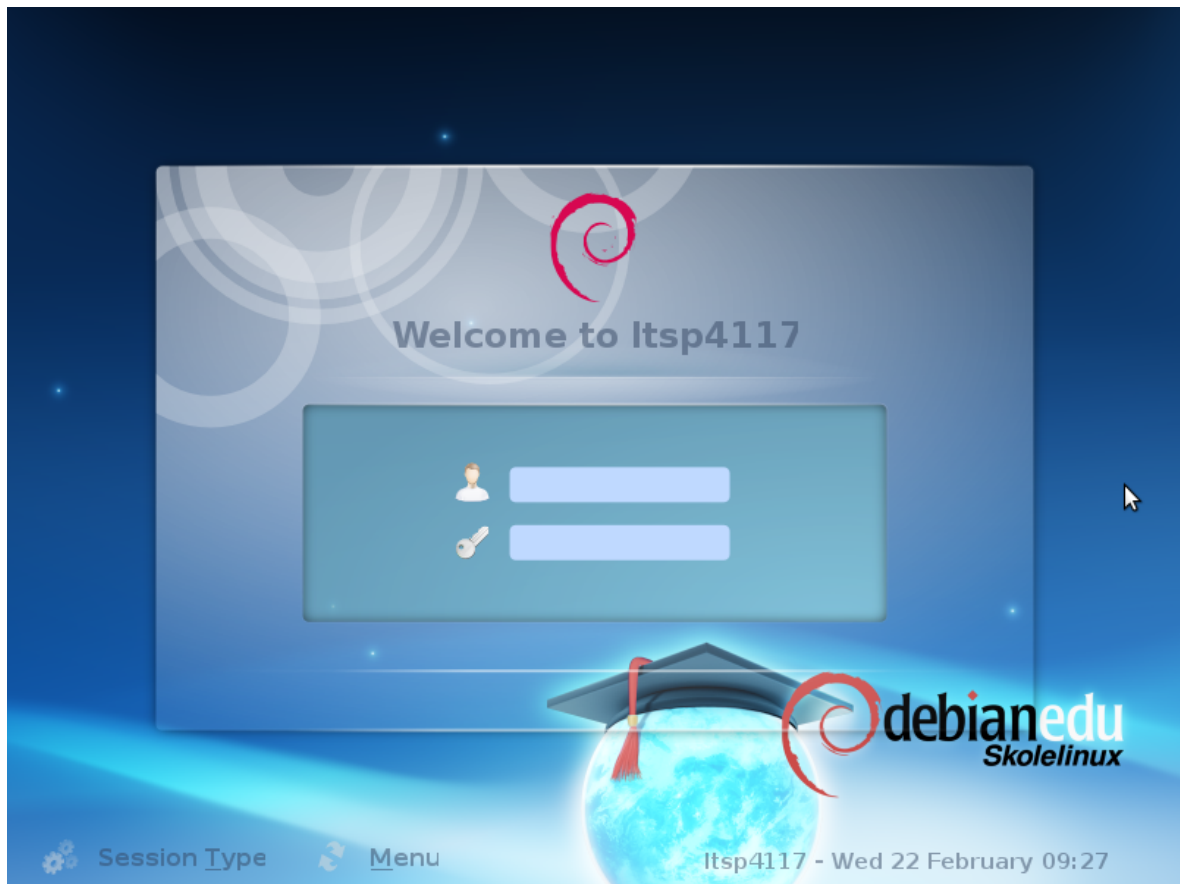 Welcome to ltsp4117
debianedu
Skolelinux
Session Type
Menu
ltsp4117 - Wed 22 February 09:27